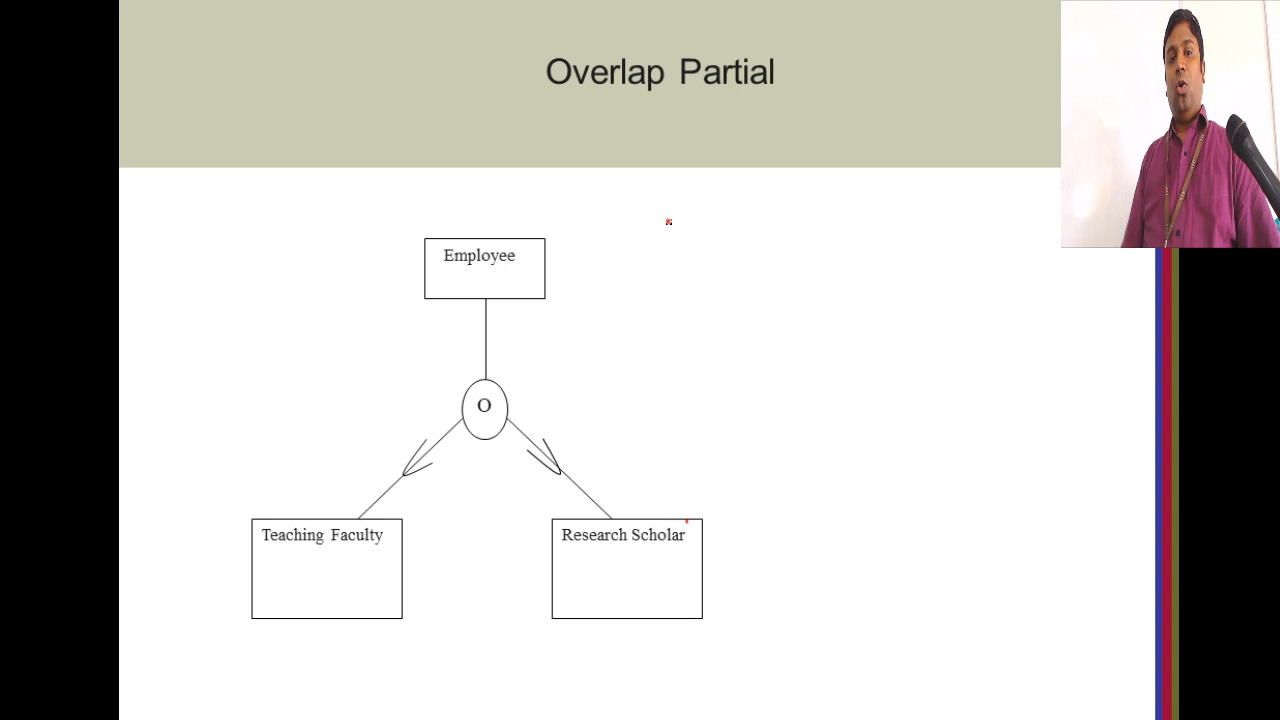 Overlap Partial
Employee
O
Teaching Faculty
Research Scholar